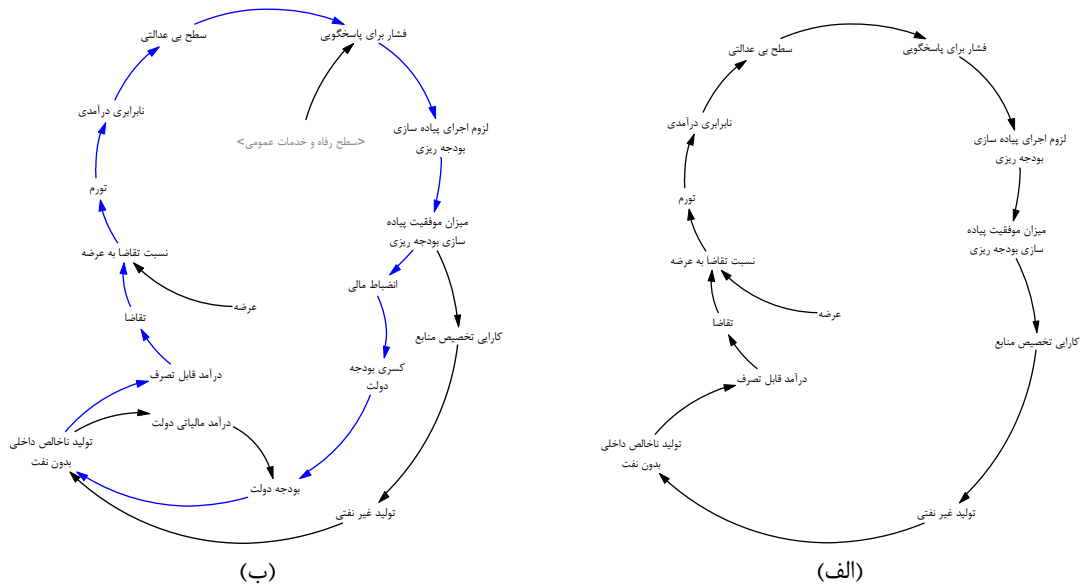 سطح بی عدالتی
فشار برای پاسخگویی
نابرابری درآمدی
لزوم اجرای پیاده سازی
بودجه ریزی
تورم
میزان موفقیت پیاده
سازی بودجه ریزی
نسبت تقاضا به عرضه
عرضه
تقاضا
کارایی تخصیص منابع
درآمد قابل تصرف
تولید ناخالص داخلی
بدون نفت
تولید غیر نفتی
(الف)
سطح بی عدالتی
فشار برای پاسخگویی
نابرابری درآمدی
<سطح رفاه و خدمات عمومی>
لزوم اجرای پیاده سازی
بودجه ریزی
تورم
میزان موفقیت پیاده
سازی بودجه ریزی
نسبت تقاضا به عرضه
انضباط مالی
عرضه
تقاضا
کارایی تخصیص منابع
کسری بودجه
دولت
درآمد قابل تصرف
درآمد مالیاتی دولت
تولید ناخالص داخلی
بدون نفت
بودجه دولت
تولید غیر نفتی
(ب)